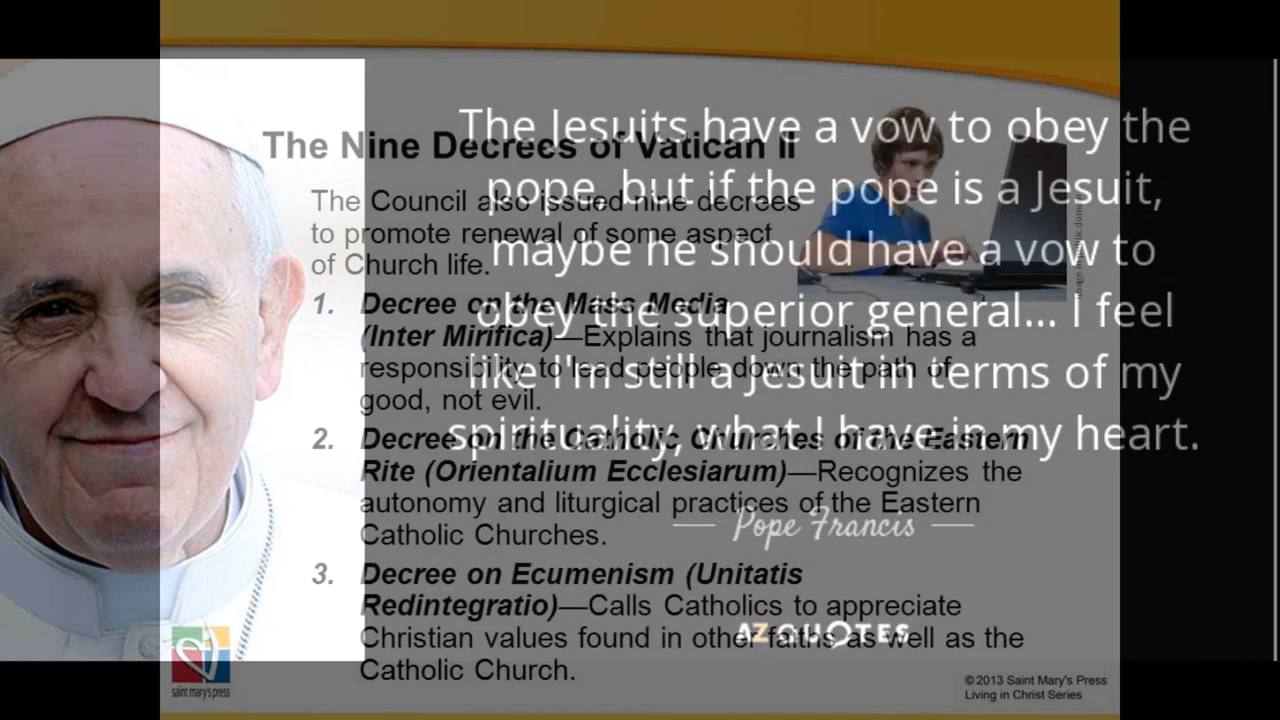 The Nine Decrees of Vatican II
The Council also issued nine decrees
to promote renewal of some aspect
of Church life.
1. Decree on the Mass Media
(Inter Mirifica)—Explains that journalism has a
responsibility to lead people down the path of
good, not evil.
2. Decree on the Catholic Churches of the Eastern
Rite (Orientalium Ecclesiarum)—Recognizes the
autonomy and liturgical practices of the Eastern
Catholic Churches.
3. Decree on Ecumenism (Unitatis
Redintegratio)—Calls Catholics to appreciate
Christian values found in other faiths as well as the
Catholic Church.
The Jesuits have a vow to obey the
pope, but if the pope is a Jesuit,
maybe he should have a vow to
obey the superior general... I feel
like I'm still a Jesuit in terms of my
spirituality, what I have in my heart.
Pope Francis
AZ QUOTES
saint mary's press
©2013 Saint Mary's Press
Living in Christ Series